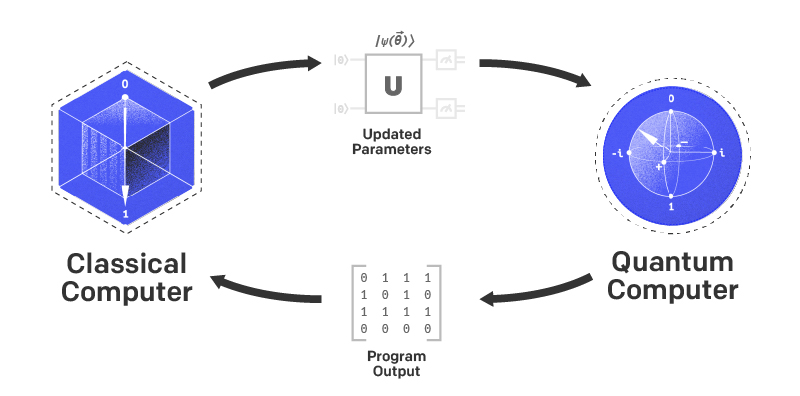 |ψ(θ⃗)⟩
|0⟩
U
|0⟩
Updated
Parameters
0
1
Classical
Computer
0
-i
i
+
−
1
Quantum
Computer
0 1 1 1
1 0 1 0
1 1 1 1
0 0 0 0
Program
Output